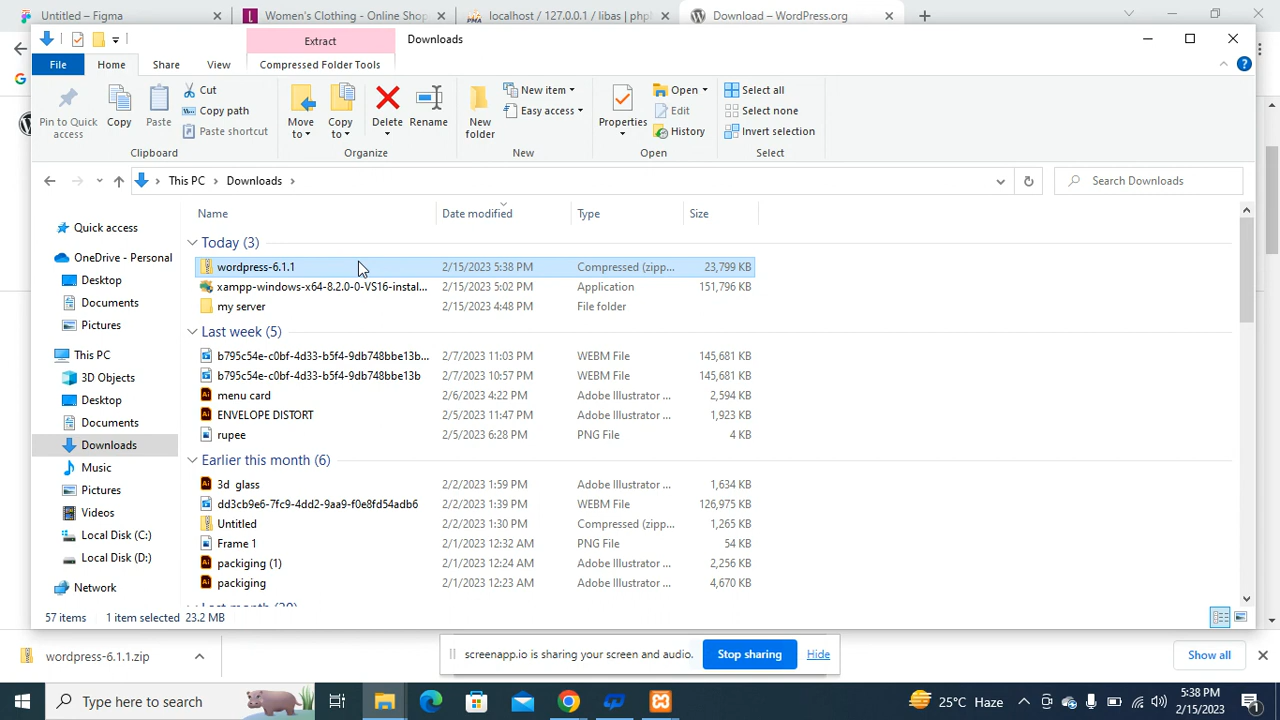 Untitled – Figma
Women's Clothing - Online Shop
localhost / 127.0.0.1 / libas | php
Download – WordPress.org
Extract
Downloads
File
Home
Share
View
Compressed Folder Tools
Pin to Quick access
Copy
Paste
Cut
Copy path
Paste shortcut
Clipboard
Move to
Copy to
Delete
Rename
Organize
New folder
New item
Easy access
New
Properties
Open
Edit
History
Open
Select all
Select none
Invert selection
Select
This PC > Downloads >
Search Downloads
Name Date modified Type Size
Quick access
OneDrive - Personal
Desktop
Documents
Pictures
This PC
3D Objects
Desktop
Documents
Downloads
Music
Pictures
Videos
Local Disk (C:)
Local Disk (D:)
Network
Today (3)
wordpress-6.1.1 2/15/2023 5:38 PM Compressed (zipp... 23,799 KB
xampp-windows-x64-8.2.0-0-VS16-instal... 2/15/2023 5:02 PM Application 151,796 KB
my server 2/15/2023 4:48 PM File folder
Last week (5)
b795c54e-c0bf-4d33-b5f4-9db748bbe13b... 2/7/2023 11:03 PM WEBM File 145,681 KB
b795c54e-c0bf-4d33-b5f4-9db748bbe13b 2/7/2023 10:57 PM WEBM File 145,681 KB
menu card 2/6/2023 4:22 PM Adobe Illustrator ... 2,594 KB
ENVELOPE DISTORT 2/5/2023 11:47 PM Adobe Illustrator ... 1,923 KB
rupee 2/5/2023 6:28 PM PNG File 4 KB
Earlier this month (6)
3d glass 2/2/2023 1:59 PM Adobe Illustrator ... 1,634 KB
dd3cb9e6-7fc9-4dd2-9aa9-f0e8fd54adb6 2/2/2023 1:39 PM WEBM File 126,975 KB
Untitled 2/2/2023 1:30 PM Compressed (zipp... 1,265 KB
Frame 1 2/1/2023 12:32 AM PNG File 54 KB
packiging (1) 2/1/2023 12:24 AM Adobe Illustrator ... 2,256 KB
packiging 2/1/2023 12:23 AM Adobe Illustrator ... 4,670 KB
57 items 1 item selected 23.2 MB
wordpress-6.1.1.zip
screenapp.io is sharing your screen and audio.
Stop sharing
Hide
Show all
Type here to search
25°C Haze
5:38 PM
2/15/2023